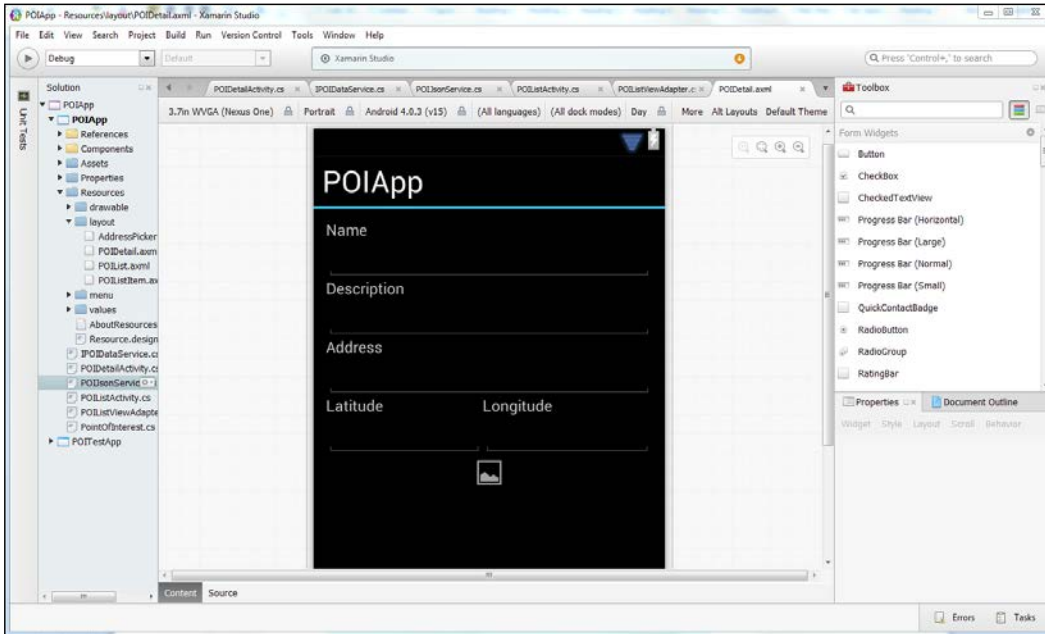 POIApp - Resources\layout\POIDetail.axml - Xamarin Studio
File Edit View Search Project Build Run Version Control Tools Window Help
Debug Default Xamarin Studio Press 'Control+,' to search
Unit Tests
Solution
POIApp
POIApp
References
Components
Assets
Properties
Resources
drawable
layout
AddressPicker
POIDetail.axm
POIList.axml
POIListItem.ax
menu
values
AboutResources
Resource.design
IPOIDataService.cs
POIDetailActivity.cs
POIJsonServic
POIListActivity.cs
POIListViewAdapte
PointOfInterest.cs
POITestApp
POIDetailActivity.cs IPOIDataService.cs POIJsonService.cs POIListActivity.cs POIListViewAdapter.c POIDetail.axml
3.7in WVGA (Nexus One) Portrait Android 4.0.3 (v15) (All languages) (All dock modes) Day More Alt Layouts Default Theme
POIApp
Name
Description
Address
Latitude Longitude
Content Source
Toolbox
Form Widgets
Button
CheckBox
CheckedTextView
Progress Bar (Horizontal)
Progress Bar (Large)
Progress Bar (Normal)
Progress Bar (Small)
QuickContactBadge
RadioButton
RadioGroup
RatingBar
Properties Document Outline
Widget Style Layout Scroll Behavior
Errors Tasks